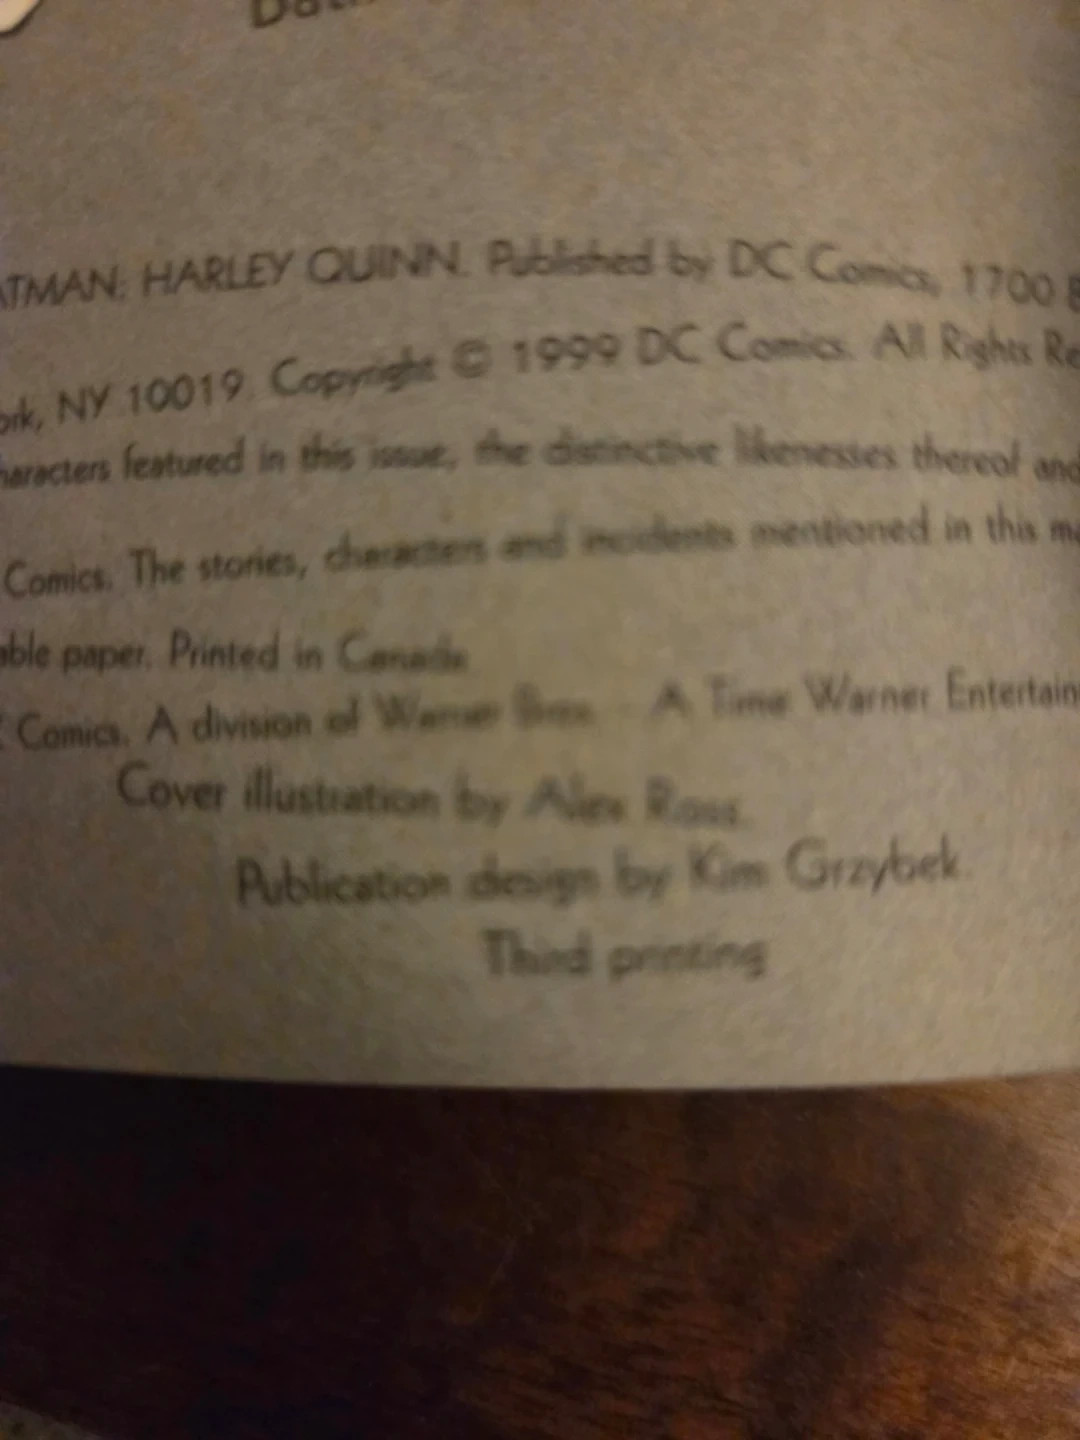 ATMAN: HARLEY QUINN. Published by DC Comics, 1700 B
ork, NY 10019. Copyright © 1999 DC Comics. All Rights Re
haracters featured in this issue, the distinctive likenesses thereof and
Comics. The stories, characters and incidents mentioned in this ma
able paper. Printed in Canada
Comics. A division of Warner Bros. A Time Warner Entertain
Cover illustration by Alex Ross.
Publication design by Kim Grzybek.
Third printing